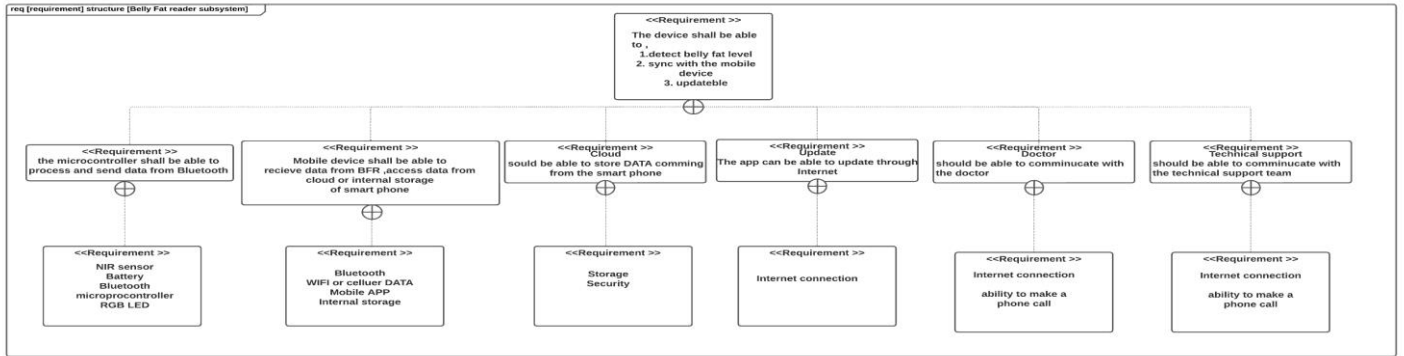 req [requirement] structure [Belly Fat reader subsystem]
<<Requirement >>
The device shall be able
to ,
1.detect belly fat level
2. sync with the mobile
device
3. updateble
<<Requirement >>
the microcontroller shall be able to
process and send data from Bluetooth
<<Requirement >>
Mobile device shall be able to
recieve data from BFR ,access data from
cloud or internal storage
of smart phone
<<Requirement >>
Cloud
sould be able to store DATA comming
from the smart phone
<<Requirement >>
Update
The app can be able to update through
Internet
<<Requirement >>
Doctor
should be able to comminucate with
the doctor
<<Requirement >>
Technical support
should be able to comminucate with
the technical support team
<<Requirement >>
NIR sensor
Battery
Bluetooth
microprocontroller
RGB LED
<<Requirement >>
Bluetooth
WIFI or celluer DATA
Mobile APP
Internal storage
<<Requirement >>
Storage
Security
<<Requirement >>
Internet connection
<<Requirement >>
Internet connection
ability to make a
phone call
<<Requirement >>
Internet connection
ability to make a
phone call